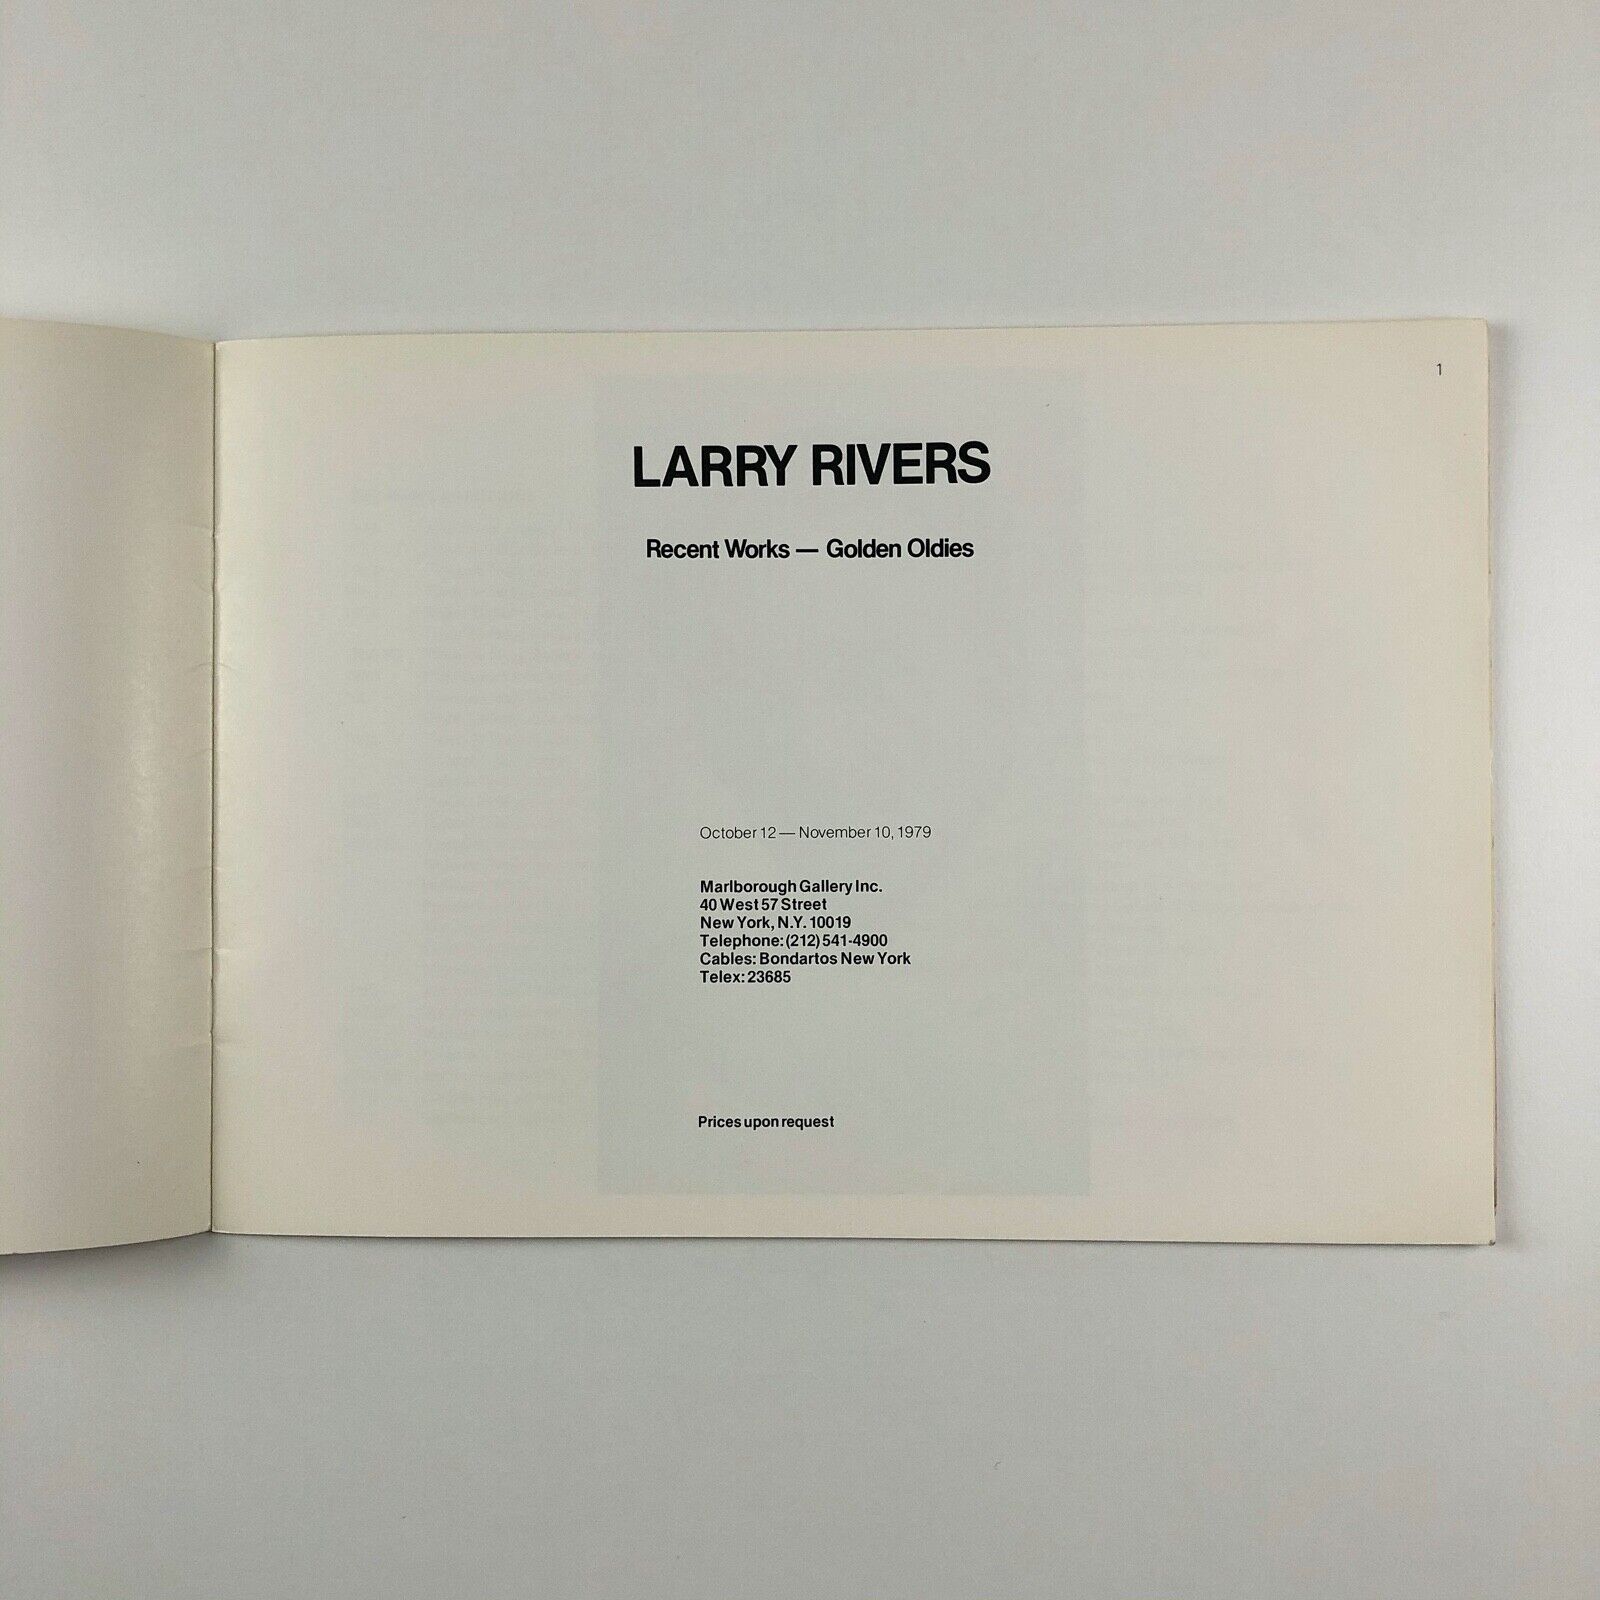 1
LARRY RIVERS
Recent Works — Golden Oldies
October 12 — November 10, 1979
Marlborough Gallery Inc.
40 West 57 Street
New York, N.Y. 10019
Telephone: (212) 541-4900
Cables: Bondartos New York
Telex: 23685
Prices upon request